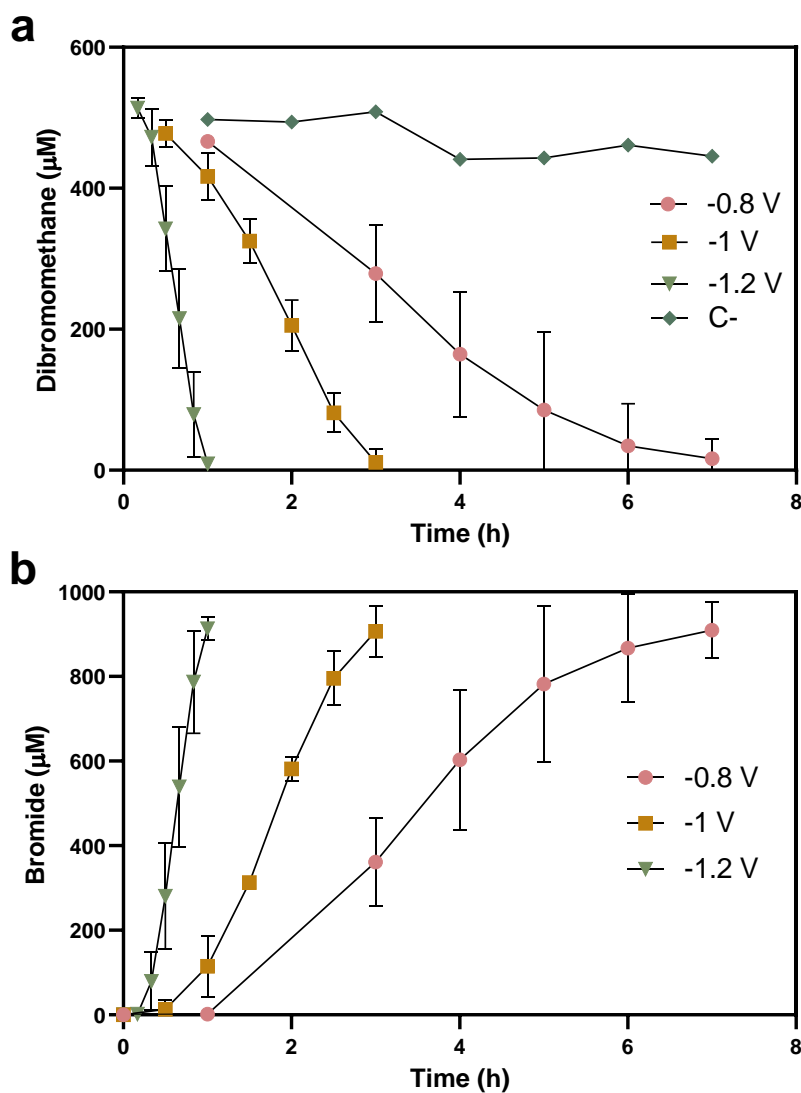 a
600
400
200
0
Dibromomethane (μM)
-0.8 V
-1 V
-1.2 V
C-
0 2 4 6 8
Time (h)
b
1000
800
600
400
200
0
Bromide (μM)
-0.8 V
-1 V
-1.2 V
0 2 4 6 8
Time (h)